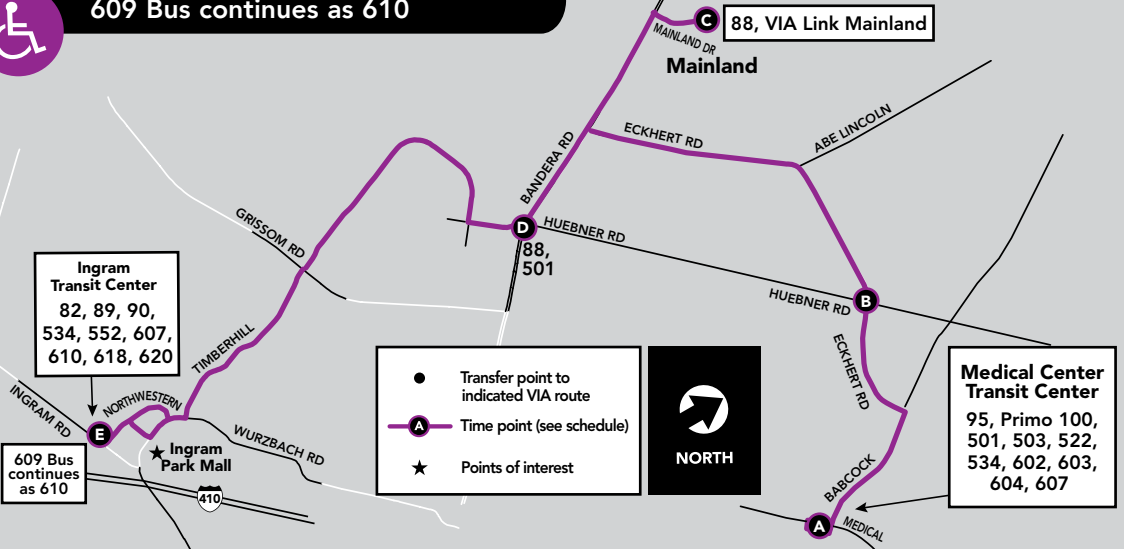 609 Bus continues as 610
C
88, VIA Link Mainland
MAINLAND DR
Mainland
BANDERA RD
ECKHERT RD
ABE LINCOLN
GRISSOM RD
D
HUEBNER RD
88,
501
Ingram
Transit Center
82, 89, 90,
534, 552, 607,
610, 618, 620
HUEBNER RD
B
TIMBERHILL
ECKHERT RD
INGRAM RD
NORTHWESTERN
E
Ingram
Park Mall
WURZBACH RD
609 Bus
continues
as 610
410
Transfer point to
indicated VIA route
A
Time point (see schedule)
Points of interest
NORTH
Medical Center
Transit Center
95, Primo 100,
501, 503, 522,
534, 602, 603,
604, 607
BABCOCK
A
MEDICAL